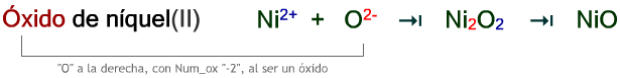 Óxido de níquel(II) Ni²⁺ + O²⁻ → Ni₂O₂ → NiO
"O" a la derecha, con Num_ox "-2", al ser un óxido